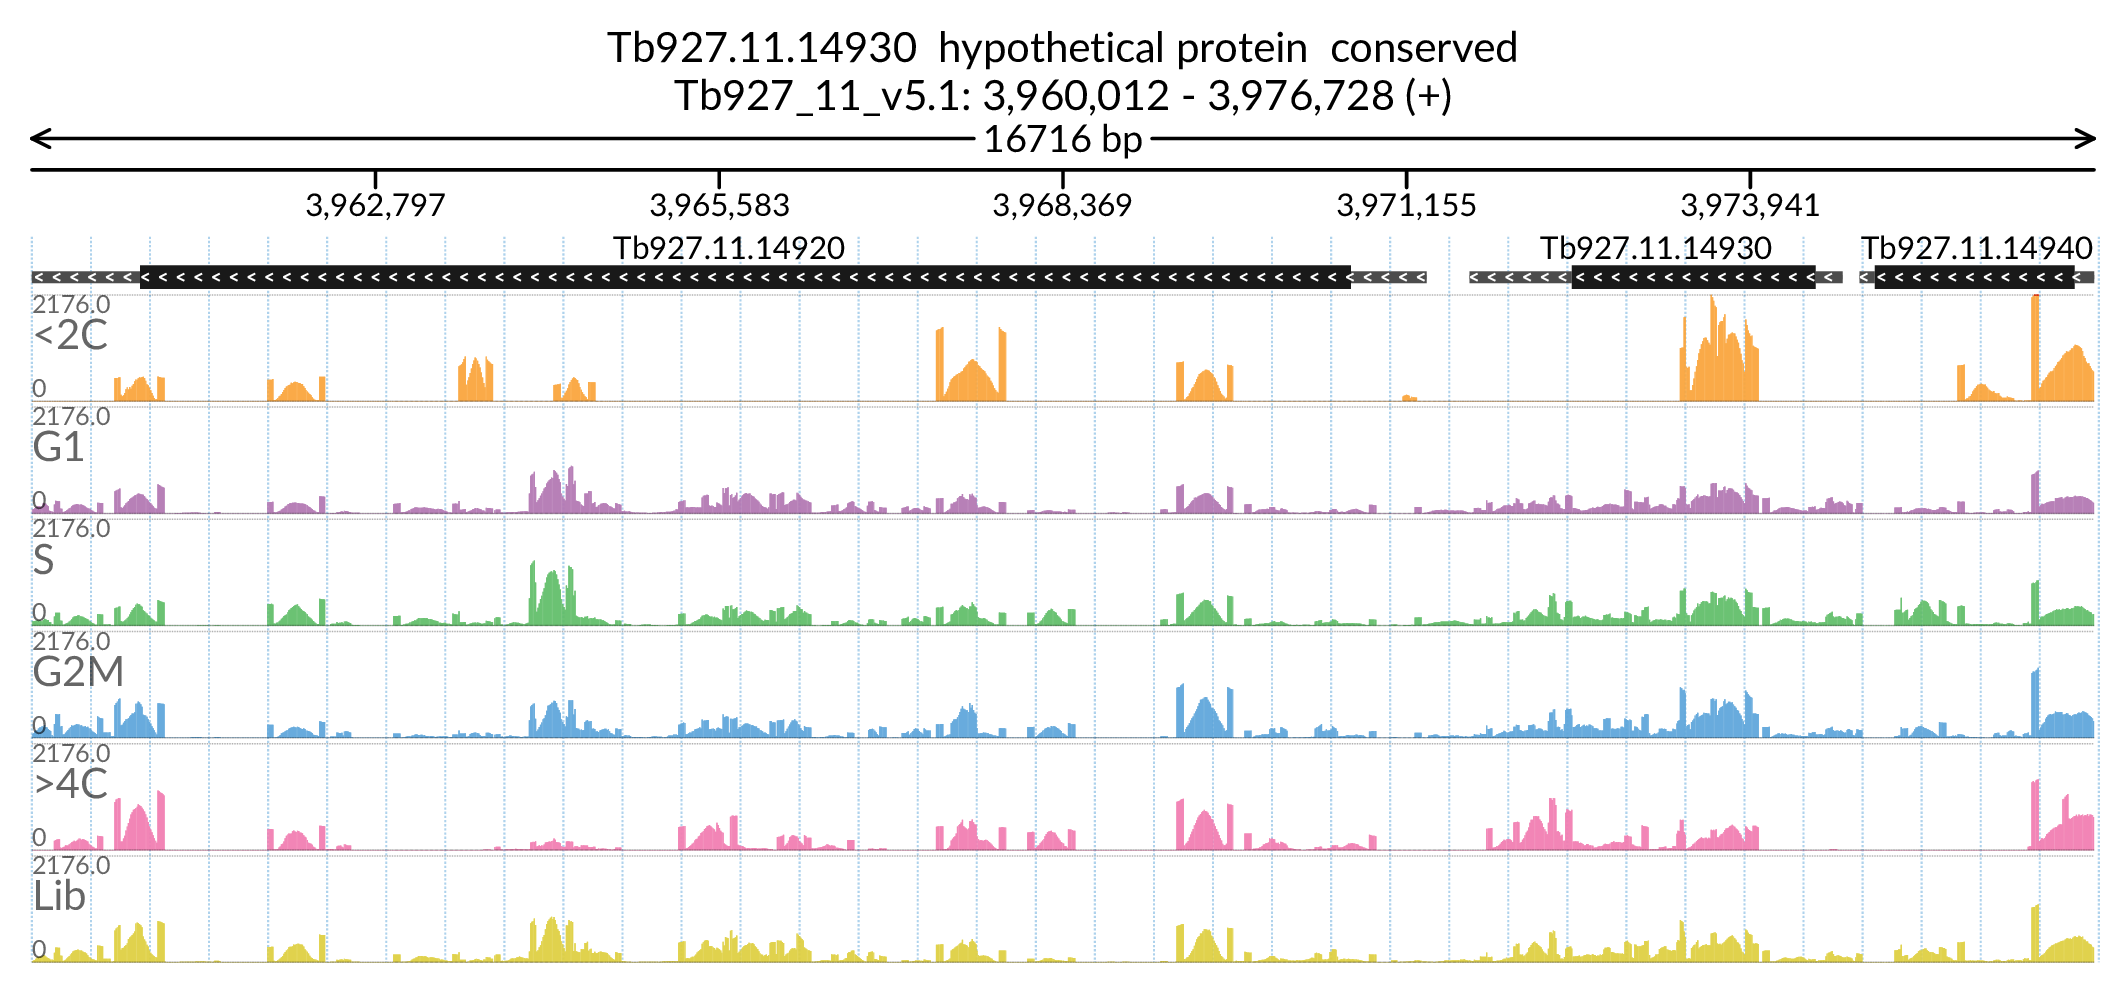 Tb927.11.14930  hypothetical protein  conserved
Tb927_11_v5.1: 3,960,012 - 3,976,728 (+)
16716 bp
3,962,797 3,965,583 3,968,369 3,971,155 3,973,941
Tb927.11.14920 Tb927.11.14930 Tb927.11.14940
2176.0
<2C
0
2176.0
G1
0
2176.0
S
0
2176.0
G2M
0
2176.0
>4C
0
2176.0
Lib
0